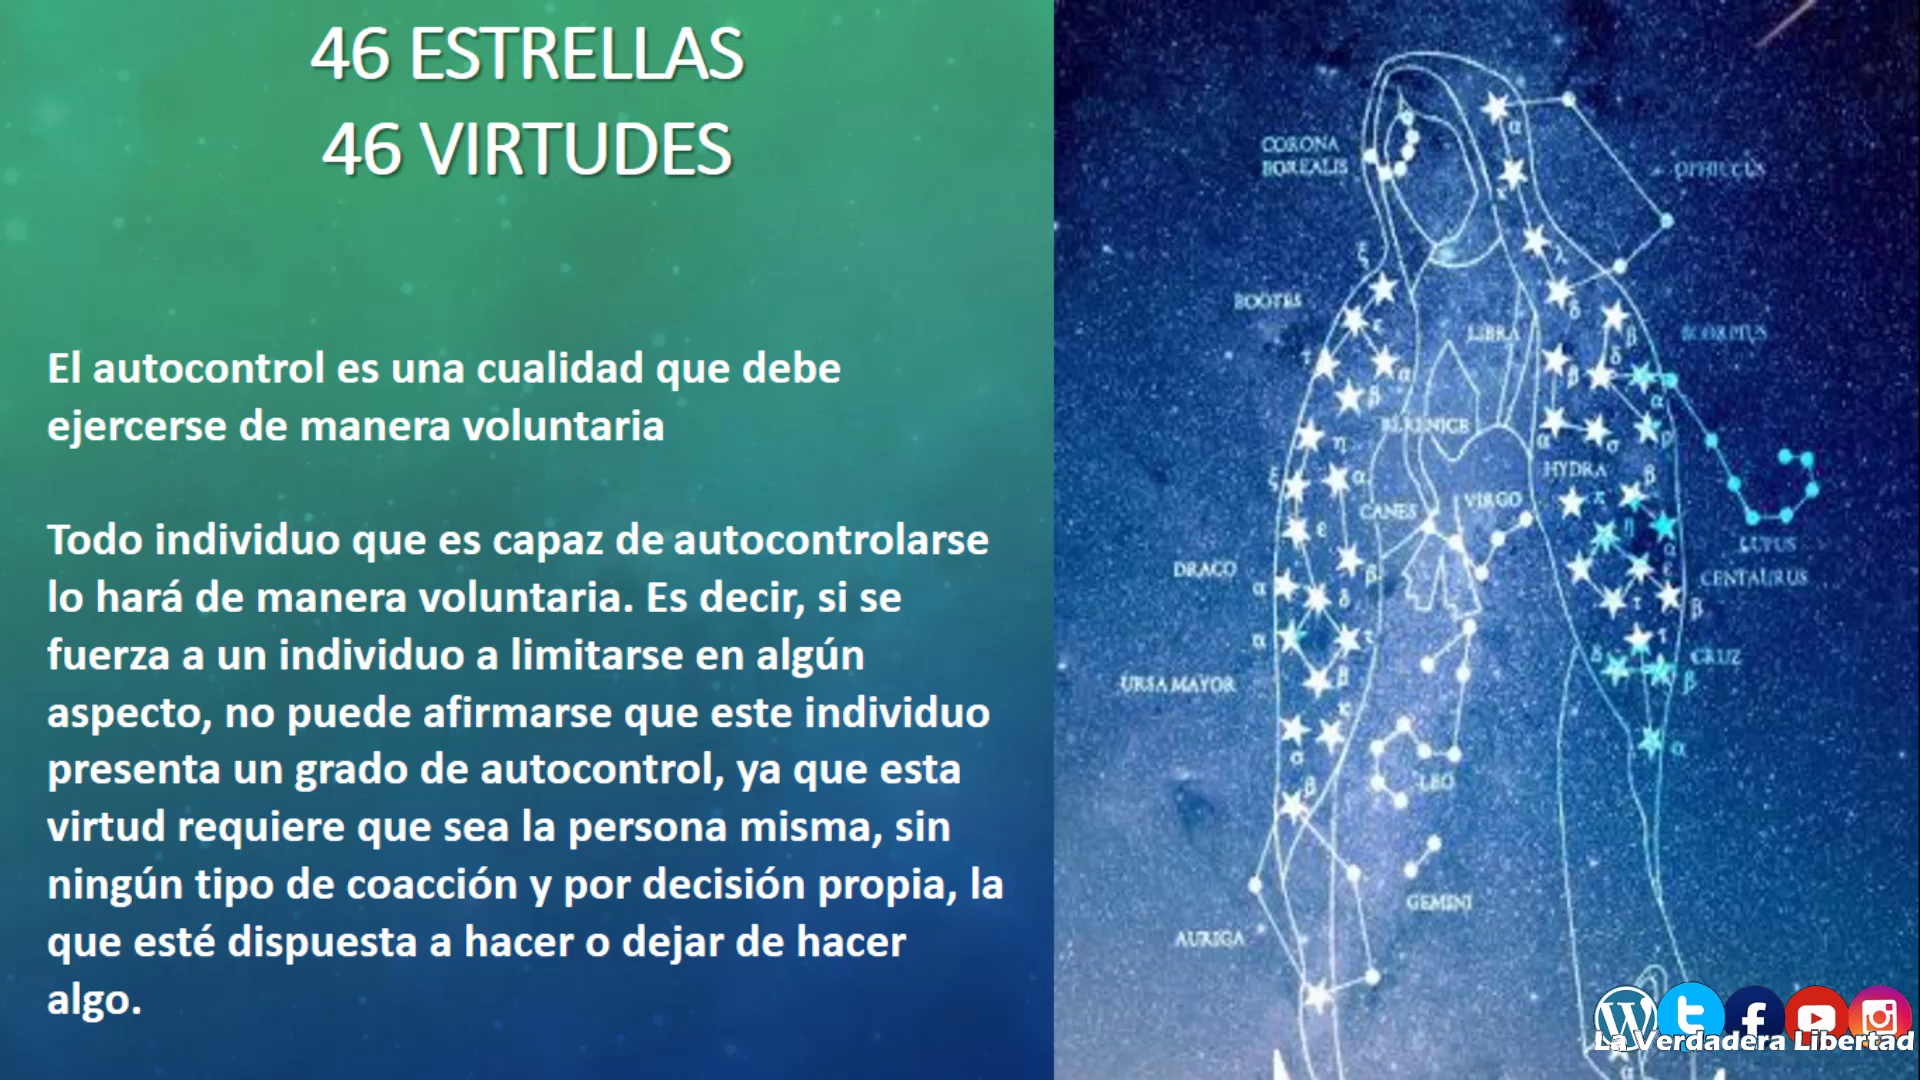 46 ESTRELLAS
46 VIRTUDES
El autocontrol es una cualidad que debe
ejercerse de manera voluntaria
Todo individuo que es capaz de autocontrolarse
lo hará de manera voluntaria. Es decir, si se
fuerza a un individuo a limitarse en algún
aspecto, no puede afirmarse que este individuo
presenta un grado de autocontrol, ya que esta
virtud requiere que sea la persona misma, sin
ningún tipo de coacción y por decisión propia, la
que esté dispuesta a hacer o dejar de hacer
algo.
CORONA
BOREALIS
OPHIUCUS
BOOTES
LIBRA
SCORPIUS
BERENICE
HYDRA
CANES
VIRGO
LUPUS
DRACO
CENTAURUS
CRUZ
URSA MAYOR
LEO
GEMINI
AURIGA
La Verdadera Libertad